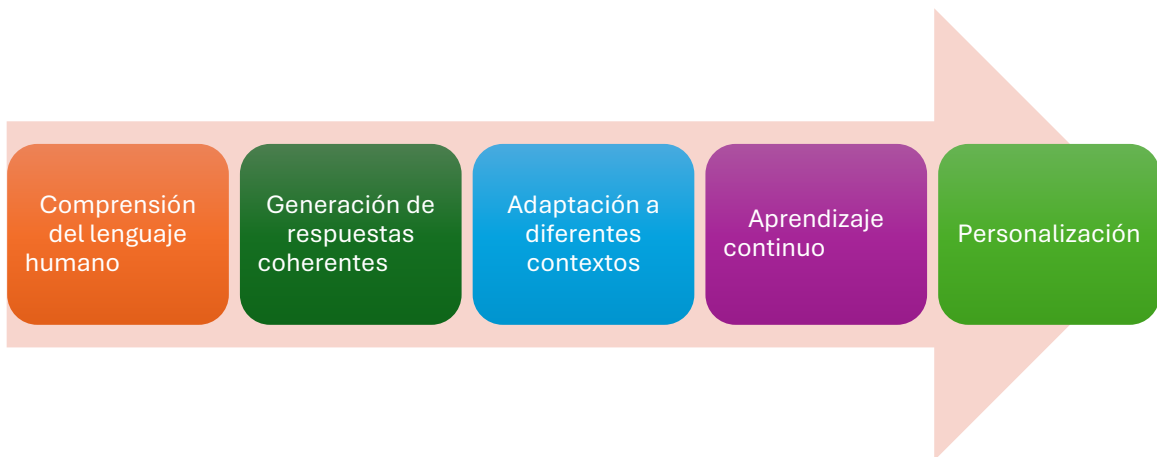 Comprensión
del lenguaje
humano
Generación de
respuestas
coherentes
Adaptación a
diferentes
contextos
Aprendizaje
continuo
Personalización